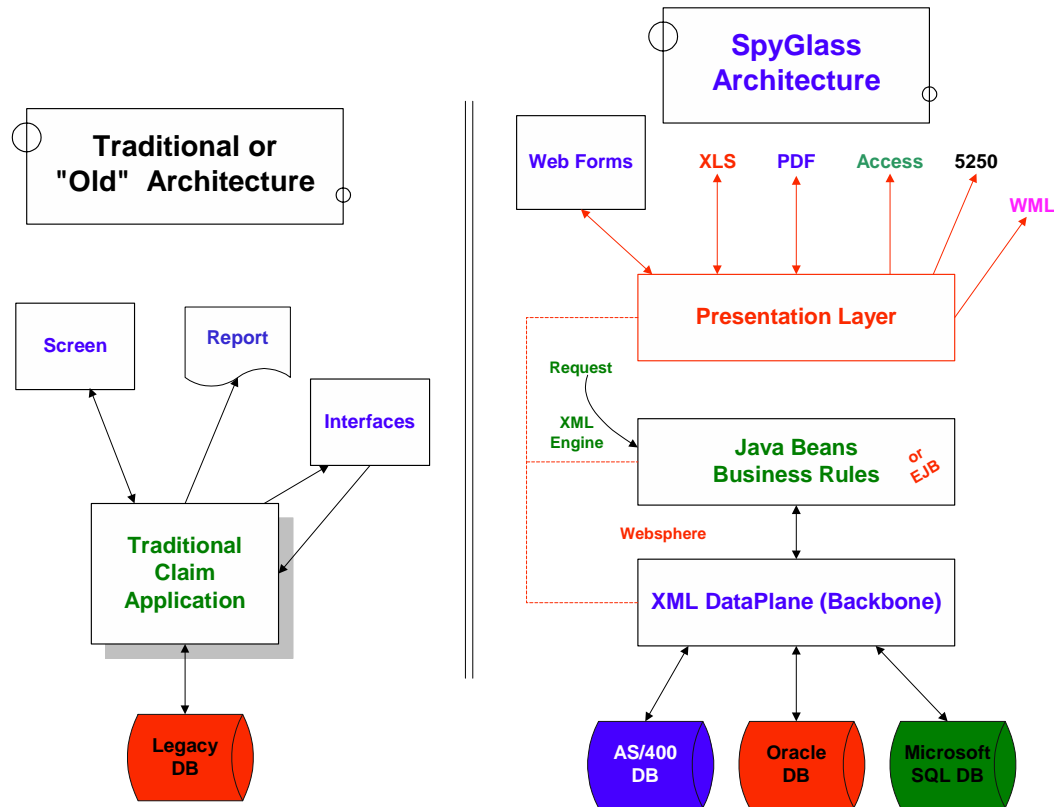 Traditional or
"Old" Architecture
Screen
Report
Interfaces
Traditional
Claim
Application
Legacy
DB
SpyGlass
Architecture
Web Forms
XLS
PDF
Access
5250
WML
Presentation Layer
Request
XML
Engine
Java Beans
Business Rules
or
EJB
Websphere
XML DataPlane (Backbone)
AS/400
DB
Oracle
DB
Microsoft
SQL DB